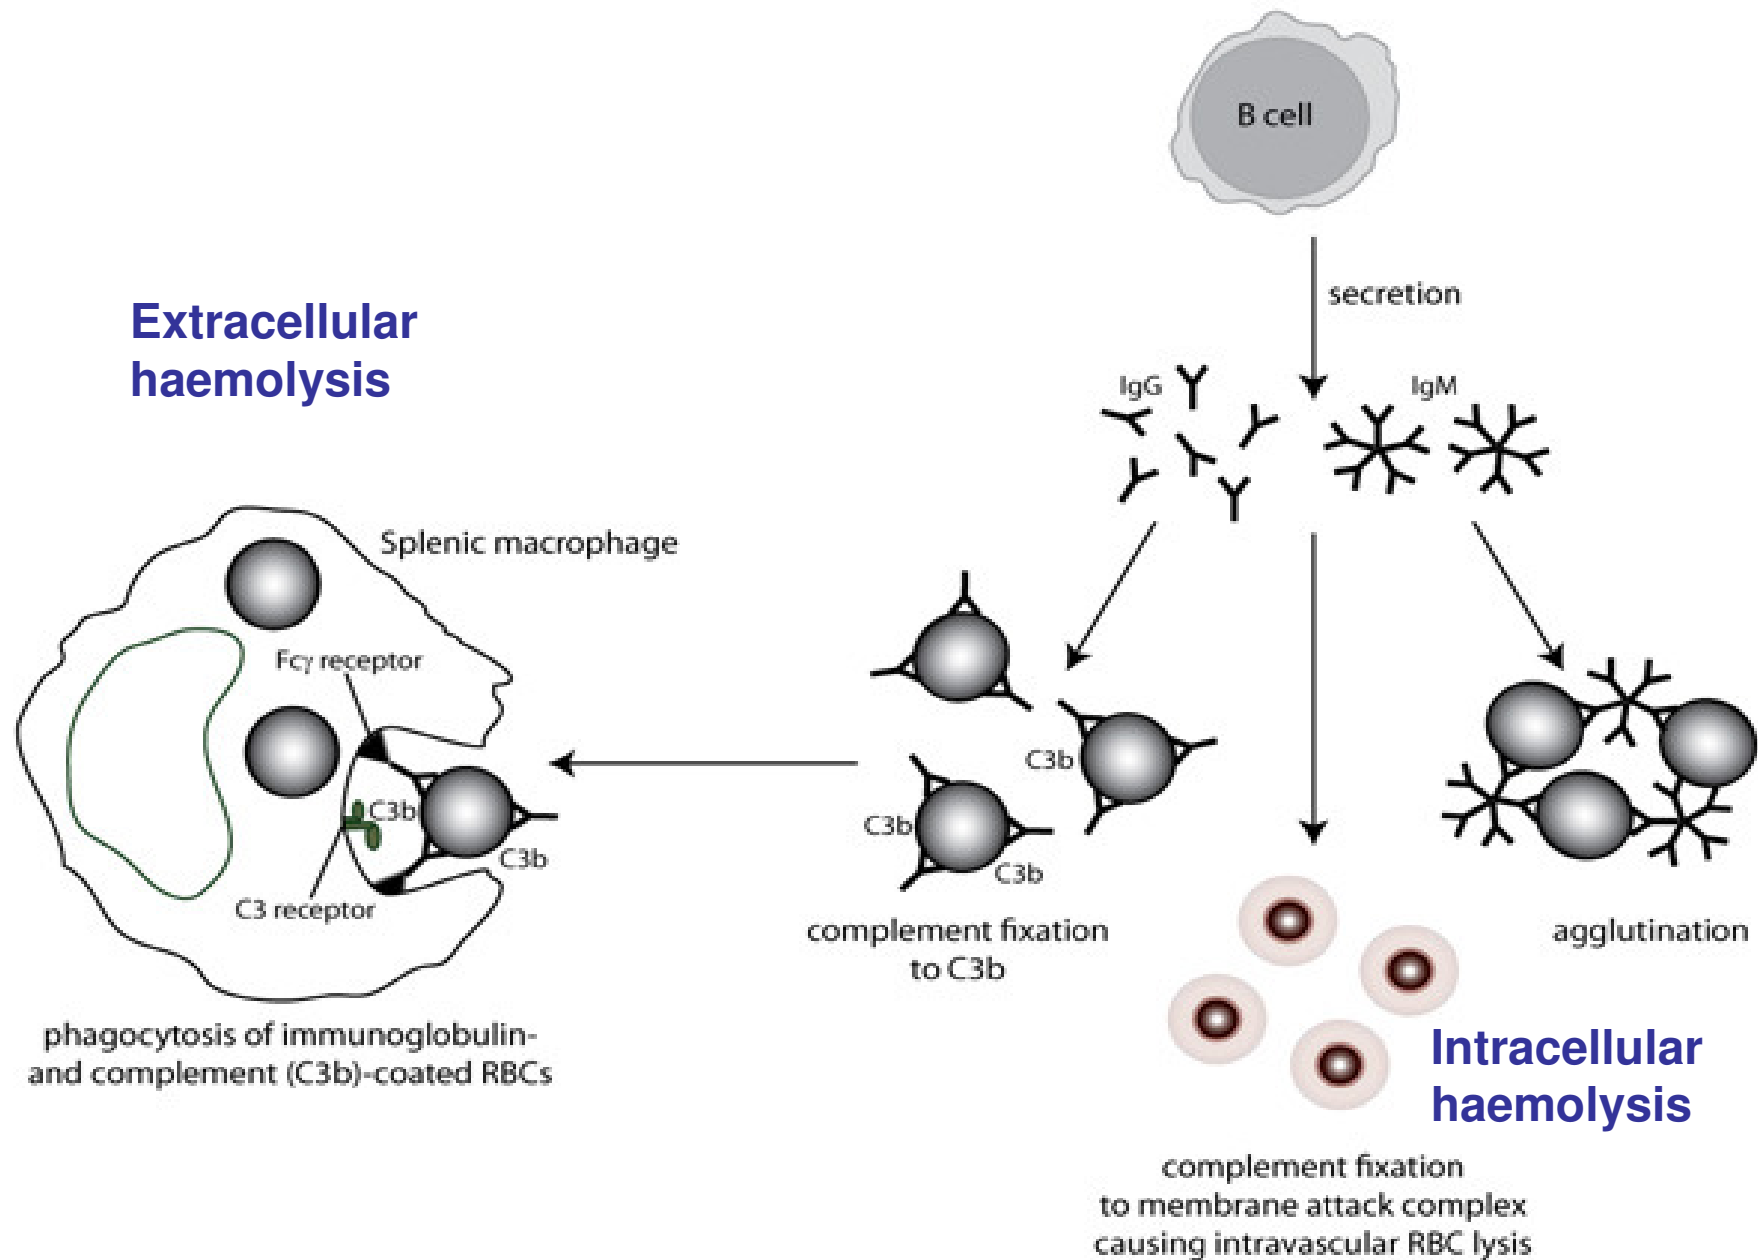 B cell
secretion
Extracellular
haemolysis
IgG
IgM
Splenic macrophage
Fcγ receptor
C3b
C3b
C3 receptor
C3b
C3b
C3b
complement fixation
to C3b
agglutination
phagocytosis of immunoglobulin-
and complement (C3b)-coated RBCs
Intracellular
haemolysis
complement fixation
to membrane attack complex
causing intravascular RBC lysis